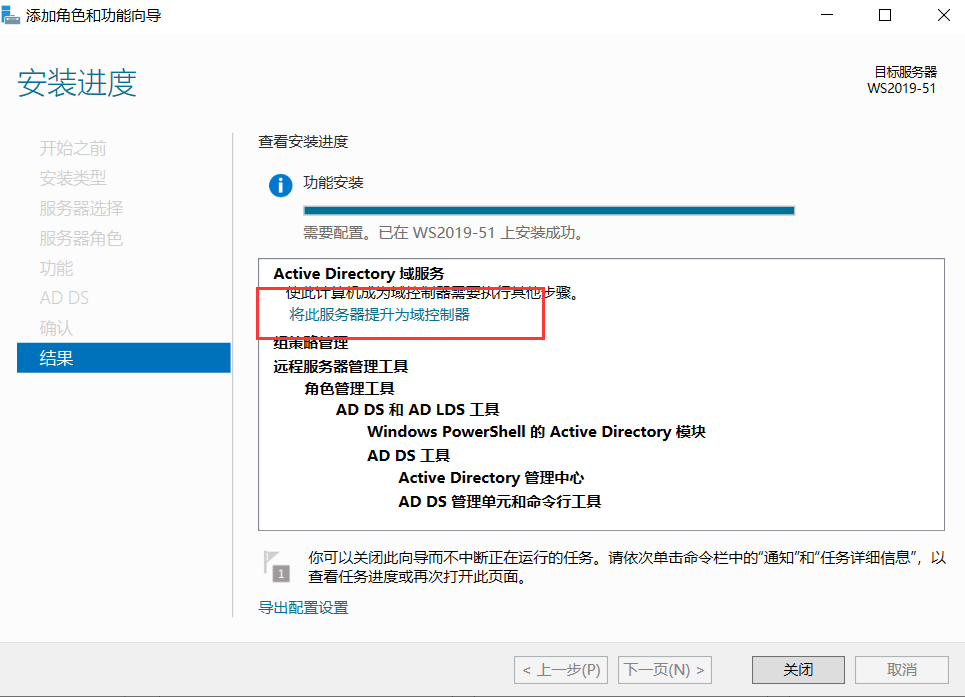 添加角色和功能向导
安装进度
目标服务器
WS2019-51
开始之前
安装类型
服务器选择
服务器角色
功能
AD DS
确认
结果
查看安装进度
功能安装
需要配置。已在 WS2019-51 上安装成功。
Active Directory 域服务
使此计算机成为域控制器需要执行其他步骤。
将此服务器提升为域控制器
组策略管理
远程服务器管理工具
角色管理工具
AD DS 和 AD LDS 工具
Windows PowerShell 的 Active Directory 模块
AD DS 工具
Active Directory 管理中心
AD DS 管理单元和命令行工具
1
你可以关闭此向导而不中断正在运行的任务。请依次单击命令栏中的“通知”和“任务详细信息”，以
查看任务进度或再次打开此页面。
导出配置设置
< 上一步(P) 下一页(N) > 关闭 取消